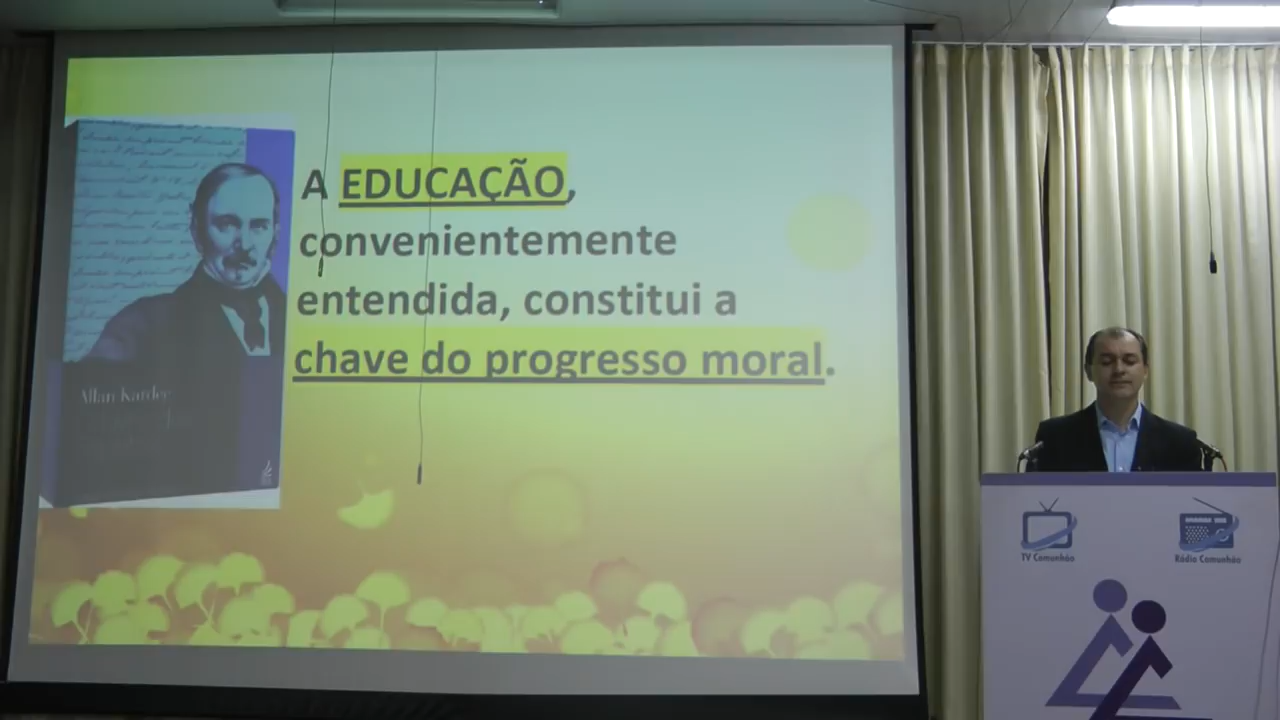 A EDUCAÇÃO,
convenientemente
entendida, constitui a
chave do progresso moral.
Allan Kardec
TV Comunhão
Rádio Comunhão